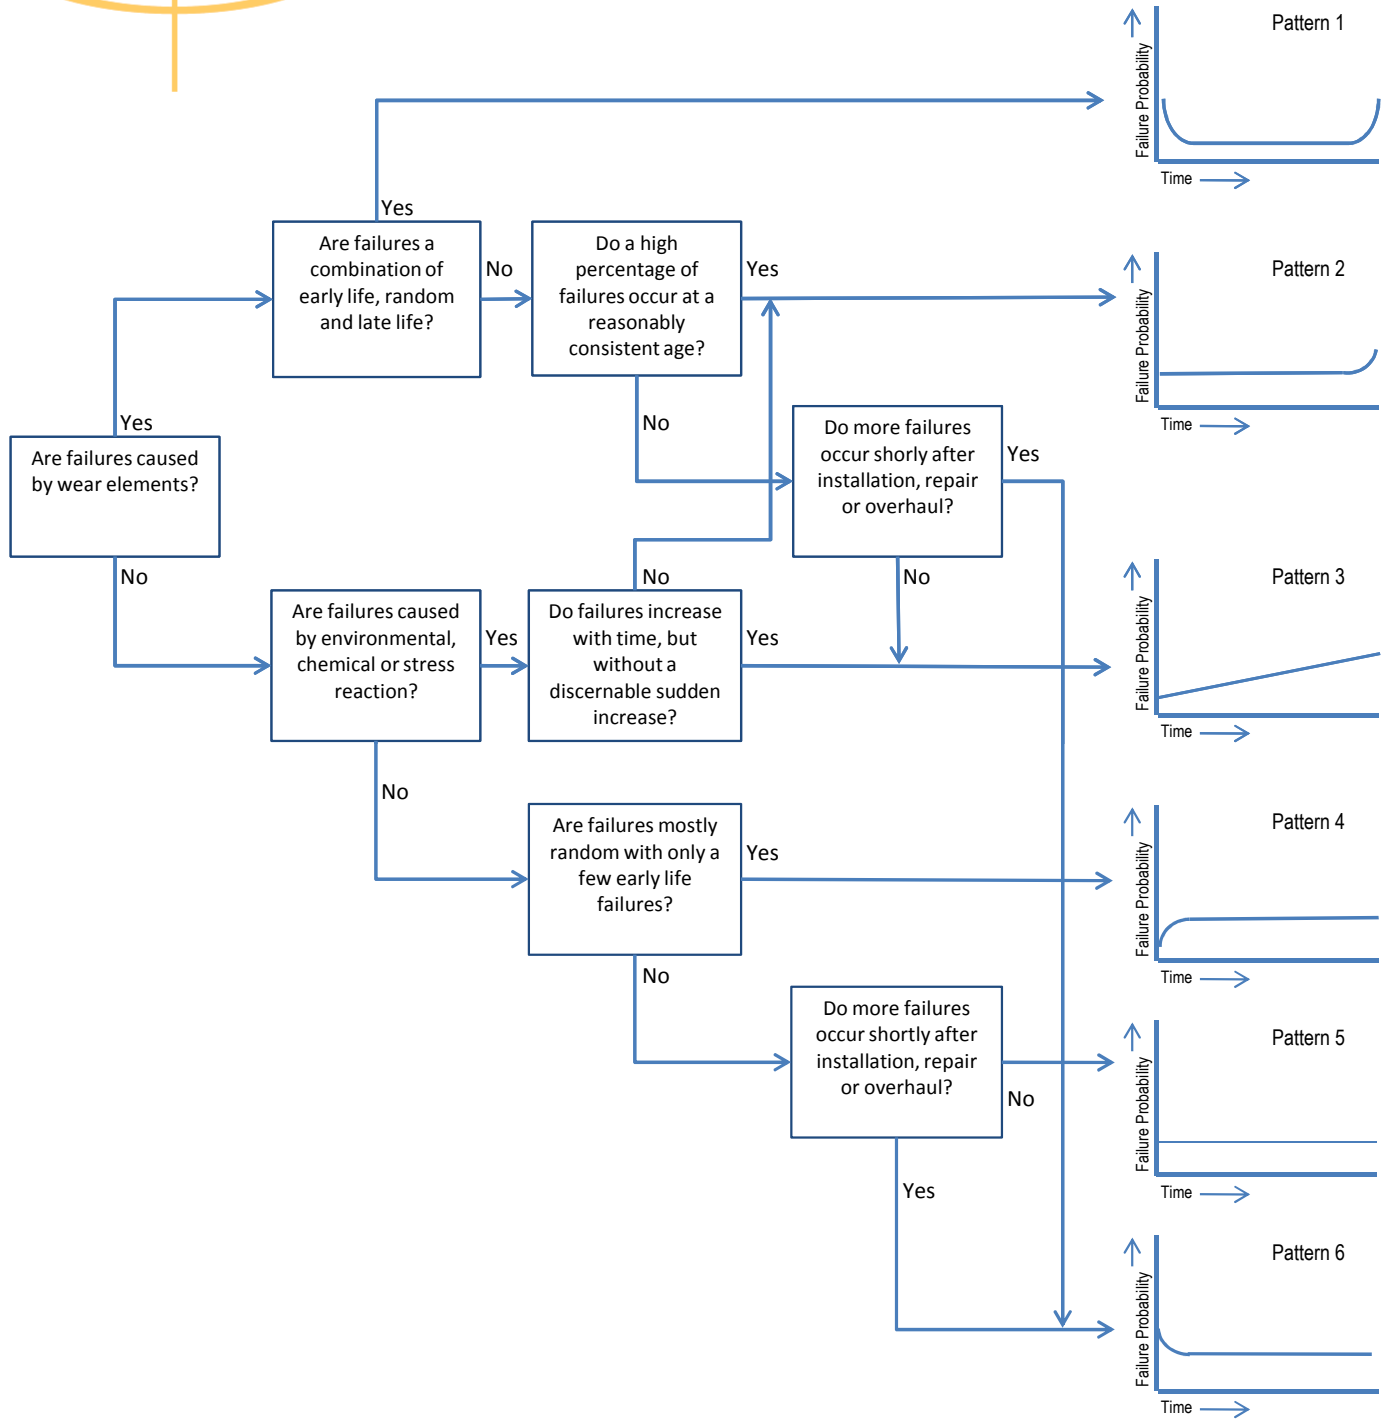 Pattern 1
Failure Probability
Time
Yes
Are failures a
combination of
early life, random
and late life?
No
Do a high
percentage of
failures occur at a
reasonably
consistent age?
Yes
Pattern 2
Failure Probability
Time
No
Yes
Are failures caused
by wear elements?
Do more failures
occur shorly after
installation, repair
or overhaul?
Yes
No
No
No
Are failures caused
by environmental,
chemical or stress
reaction?
Yes
Do failures increase
with time, but
without a
discernable sudden
increase?
Yes
Pattern 3
Failure Probability
Time
No
Are failures mostly
random with only a
few early life
failures?
Yes
Pattern 4
Failure Probability
Time
No
Do more failures
occur shortly after
installation, repair
or overhaul?
No
Pattern 5
Failure Probability
Time
Yes
Pattern 6
Failure Probability
Time